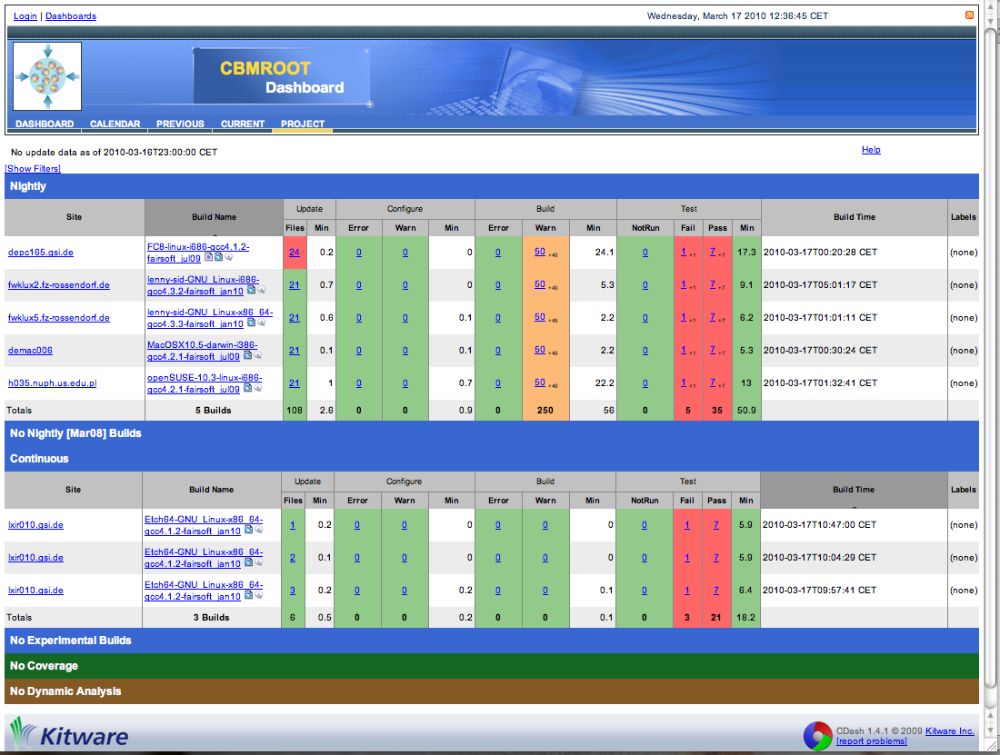 Login | Dashboards
Wednesday, March 17 2010 12:36:45 CET
CBMROOT
Dashboard
DASHBOARD CALENDAR PREVIOUS CURRENT PROJECT
No update data as of 2010-03-16T23:00:00 CET
Help
[Show Filters]
Nightly
Site Build Name Update Configure Build Test Build Time Labels
Files Min Error Warn Min Error Warn Min NotRun Fail Pass Min
depc165.gsi.de FC8-linux-i686-gcc4.1.2-fairsoft_jul09 24 0.2 0 0 0 0 50 +49 24.1 0 1 +1 7 +7 17.3 2010-03-17T00:20:28 CET (none)
fwklux2.fz-rossendorf.de lenny-sid-GNU_Linux-i686-gcc4.3.2-fairsoft_jan10 21 0.7 0 0 0 0 50 +49 5.3 0 1 +1 7 +7 9.1 2010-03-17T05:01:17 CET (none)
fwklux5.fz-rossendorf.de lenny-sid-GNU_Linux-x86_64-gcc4.3.3-fairsoft_jan10 21 0.6 0 0 0.1 0 50 +49 2.2 0 1 +1 7 +7 6.2 2010-03-17T01:01:11 CET (none)
demac006 MacOSX10.5-darwin-i386-gcc4.2.1-fairsoft_jul09 21 0.1 0 0 0.1 0 50 +49 2.2 0 1 +1 7 +7 5.3 2010-03-17T00:30:24 CET (none)
h035.nuph.us.edu.pl openSUSE-10.3-linux-i686-gcc4.2.1-fairsoft_jul09 21 1 0 0 0.7 0 50 +49 22.2 0 1 +1 7 +7 13 2010-03-17T01:32:41 CET (none)
Totals 5 Builds 108 2.6 0 0 0.9 0 250 56 0 5 35 50.9
No Nightly [Mar08] Builds
Continuous
Site Build Name Update Configure Build Test Build Time Labels
Files Min Error Warn Min Error Warn Min NotRun Fail Pass Min
lxir010.gsi.de Etch64-GNU_Linux-x86_64-gcc4.1.2-fairsoft_jan10 1 0.2 0 0 0 0 0 0 0 1 7 5.9 2010-03-17T10:47:00 CET (none)
lxir010.gsi.de Etch64-GNU_Linux-x86_64-gcc4.1.2-fairsoft_jan10 2 0.1 0 0 0 0 0 0 0 1 7 5.9 2010-03-17T10:04:29 CET (none)
lxir010.gsi.de Etch64-GNU_Linux-x86_64-gcc4.1.2-fairsoft_jan10 3 0.2 0 0 0.2 0 0 0.1 0 1 7 6.4 2010-03-17T09:57:41 CET (none)
Totals 3 Builds 6 0.5 0 0 0.2 0 0 0.1 0 3 21 18.2
No Experimental Builds
No Coverage
No Dynamic Analysis
Kitware
CDash 1.4.1 © 2009 Kitware Inc.
[report problems]